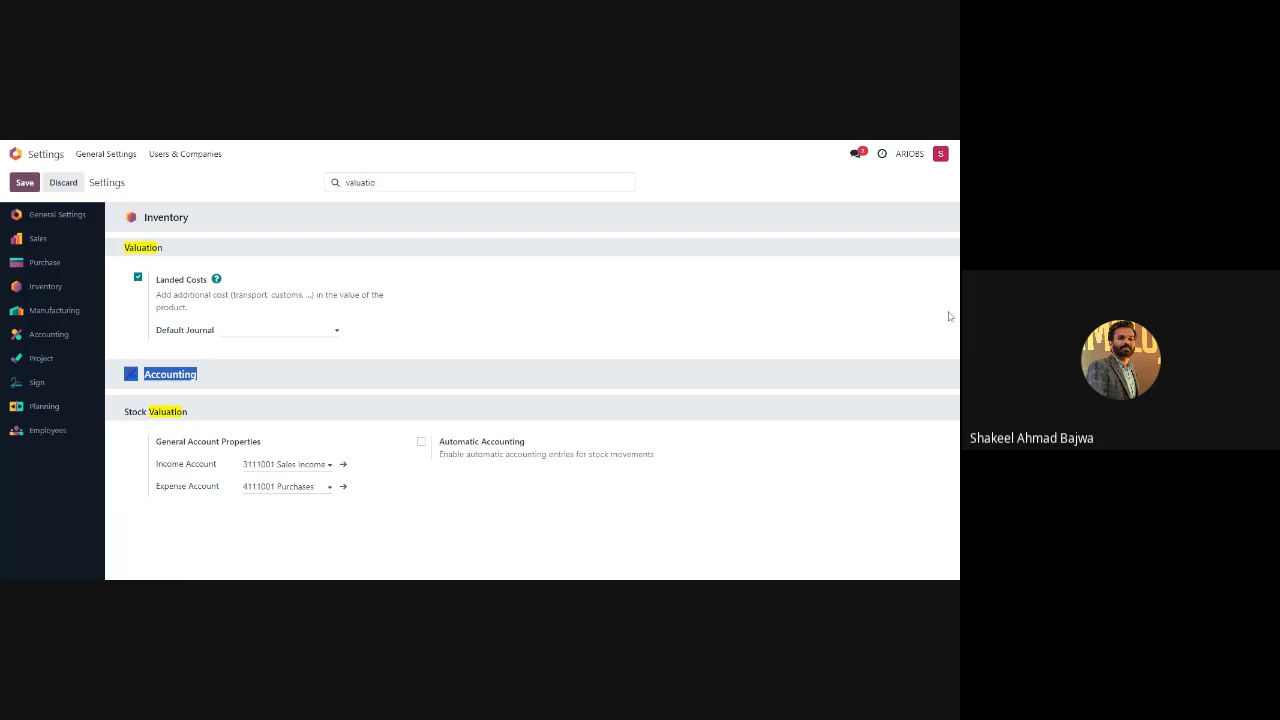 Settings General Settings Users & Companies 2 ARIOBS S
Save Discard Settings valuatio
General Settings
Sales
Purchase
Inventory
Manufacturing
Accounting
Project
Sign
Planning
Employees
Inventory
Valuation
Landed Costs ?
Add additional cost (transport, customs, ...) in the value of the
product.
Default Journal
Accounting
Stock Valuation
General Account Properties
Income Account 3111001 Sales Income
Expense Account 4111001 Purchases
Automatic Accounting
Enable automatic accounting entries for stock movements
Shakeel Ahmad Bajwa